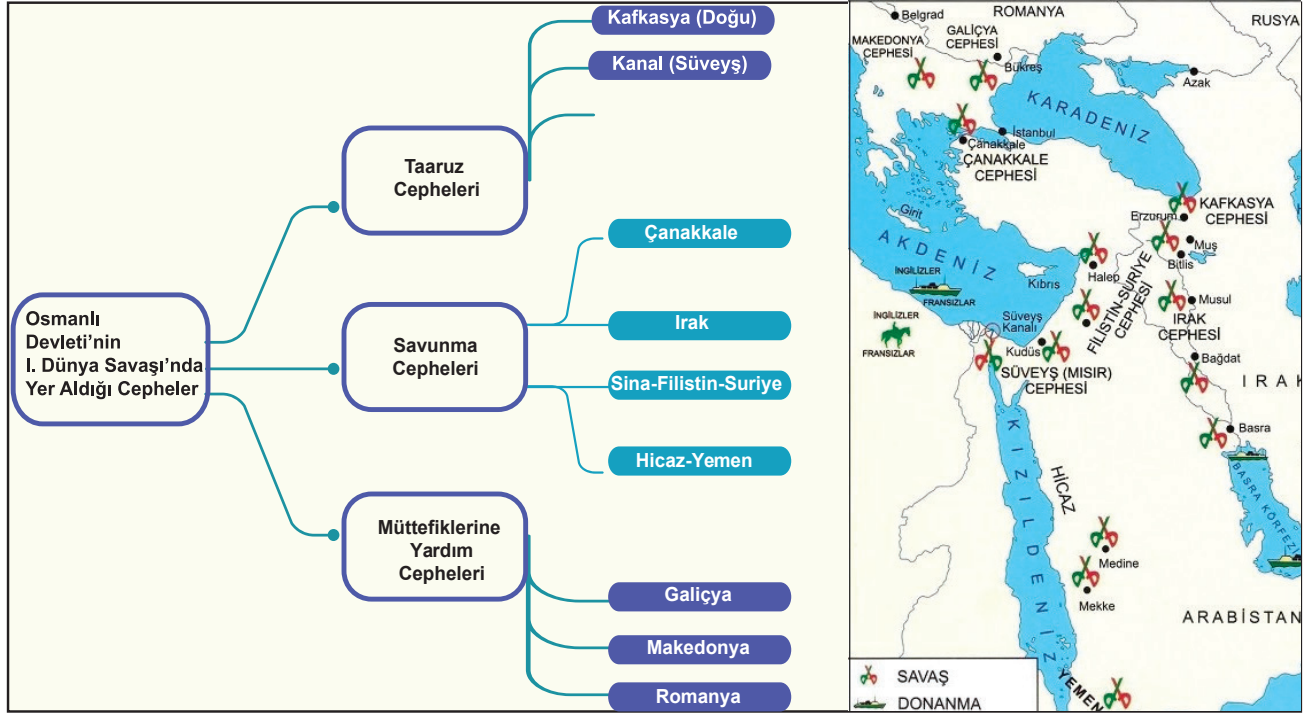 Osmanlı
Devleti’nin
I. Dünya Savaşı’nda
Yer Aldığı Cepheler
Taaruz
Cepheleri
Kafkasya (Doğu)
Kanal (Süveyş)
Savunma
Cepheleri
Çanakkale
Irak
Sina-Filistin-Suriye
Hicaz-Yemen
Müttefiklerine
Yardım
Cepheleri
Galiçya
Makedonya
Romanya
Belgrad
ROMANYA
RUSYA
MAKEDONYA
CEPHESİ
GALİÇYA
CEPHESİ
Bükreş
Azak
KARADENİZ
İstanbul
Çanakkale
ÇANAKKALE
CEPHESİ
Girit
AKDENİZ
KAFKASYA
CEPHESİ
Erzurum
Muş
Bitlis
Halep
Kıbrıs
İNGİLİZLER
FRANSIZLAR
FİLİSTİN-SURİYE
CEPHESİ
Musul
IRAK
CEPHESİ
İNGİLİZLER
FRANSIZLAR
Süveyş
Kanalı
Kudüs
SÜVEYŞ (MISIR)
CEPHESİ
Bağdat
IRAK
Basra
BASRA KÖRFEZİ
KIZILDENİZ
HİCAZ
Medine
Mekke
ARABİSTAN
YEMEN
SAVAŞ
DONANMA